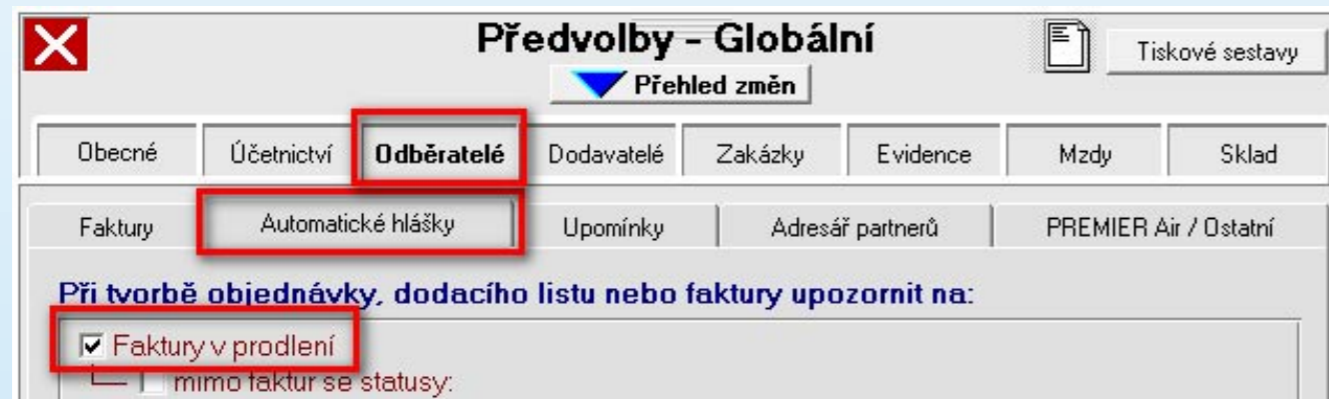 Předvolby - Globální
Tiskové sestavy
Přehled změn
Obecné Účetnictví Odběratelé Dodavatelé Zakázky Evidence Mzdy Sklad
Faktury Automatické hlášky Upomínky Adresář partnerů PREMIER Air / Ostatní
Při tvorbě objednávky, dodacího listu nebo faktury upozornit na:
Faktury v prodlení
mimo faktur se statusy: